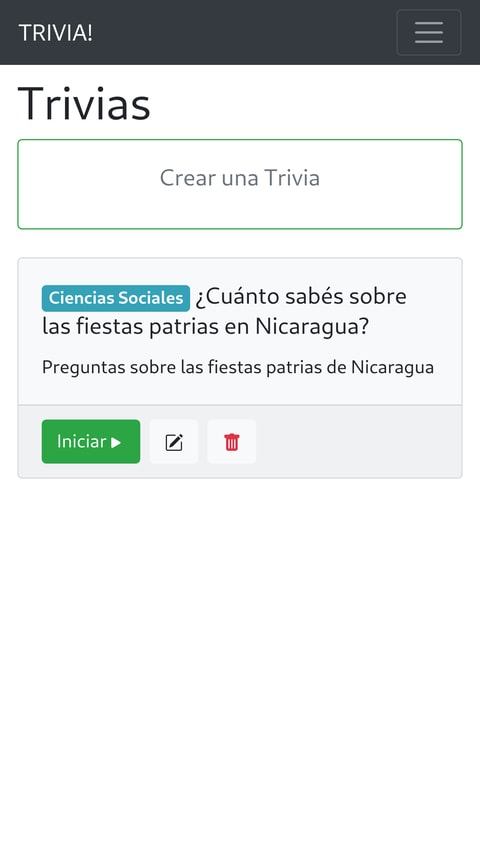 TRIVIA!
Trivias
Crear una Trivia
Ciencias Sociales ¿Cuánto sabés sobre
las fiestas patrias en Nicaragua?
Preguntas sobre las fiestas patrias de Nicaragua
Iniciar